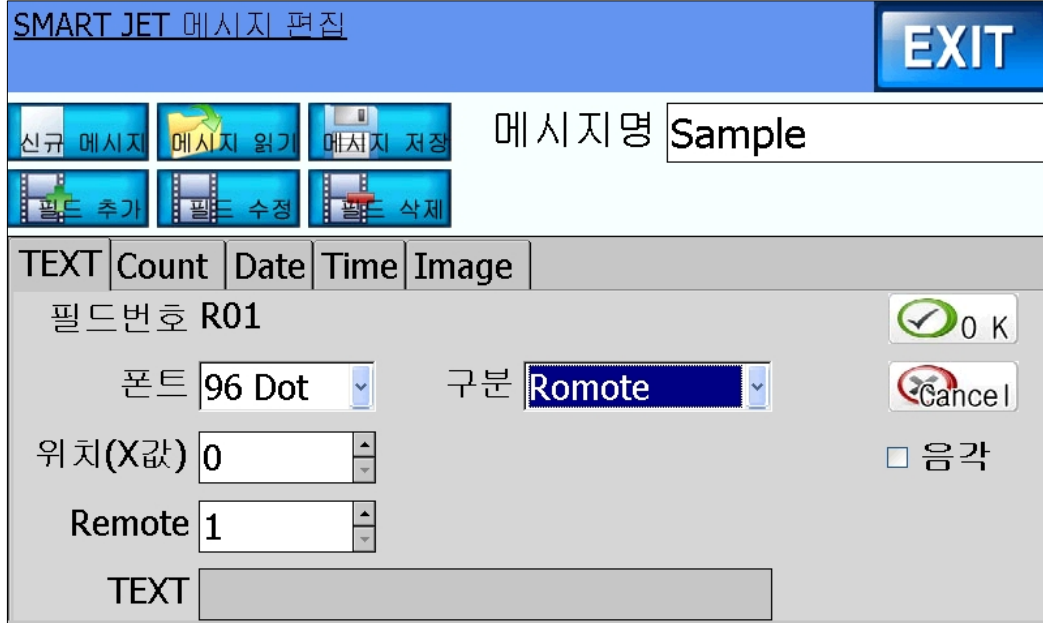 SMART JET 메시지 편집
EXIT
신규 메시지 메시지 읽기 메시지 저장
메시지명 Sample
필드 추가 필드 수정 필드 삭제
TEXT Count Date Time Image
필드번호 R01
O K
폰트 96 Dot 구분 Romote
Cancel
위치(X값) 0
음각
Remote 1
TEXT